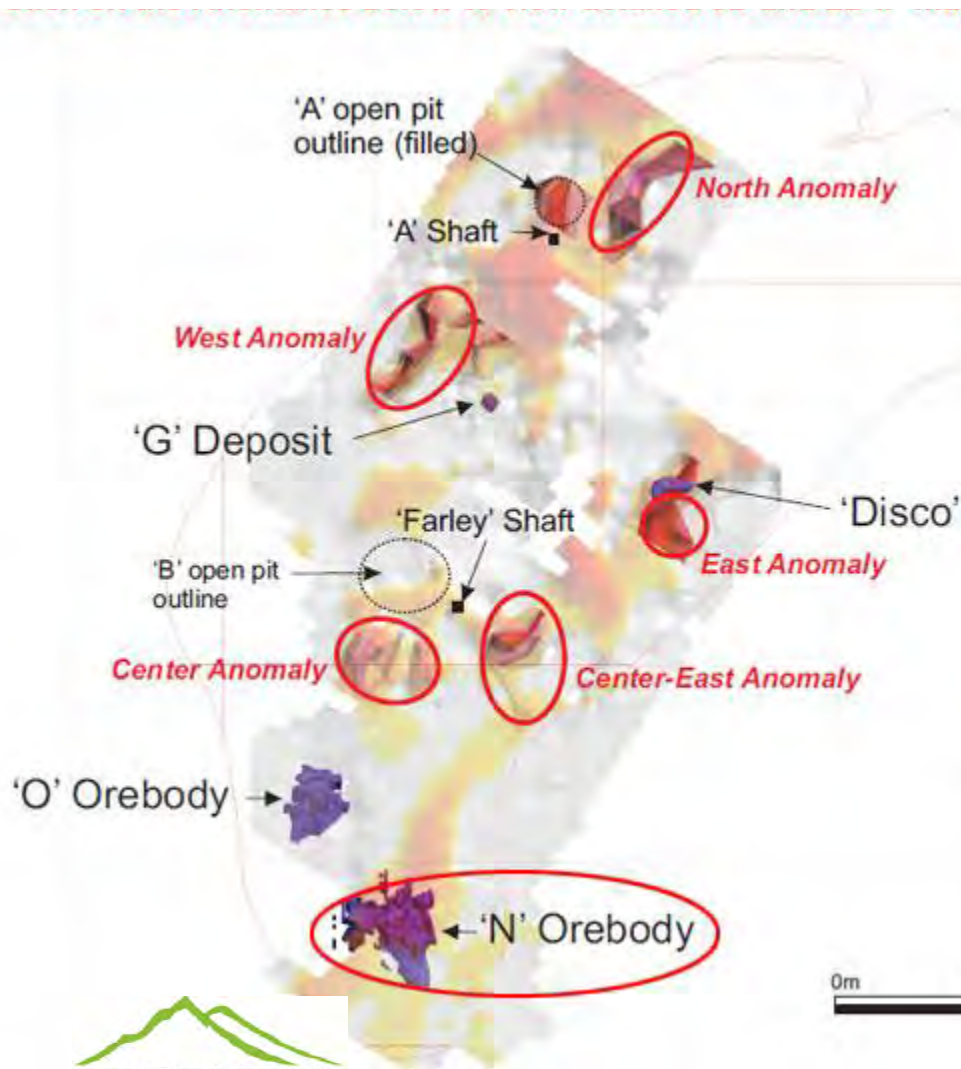 ‘A’ open pit
outline (filled)
North Anomaly
‘A’ Shaft
West Anomaly
‘G’ Deposit
‘Disco’
‘Farley’ Shaft
East Anomaly
‘B’ open pit
outline
Center Anomaly
Center-East Anomaly
‘O’ Orebody
‘N’ Orebody
0m